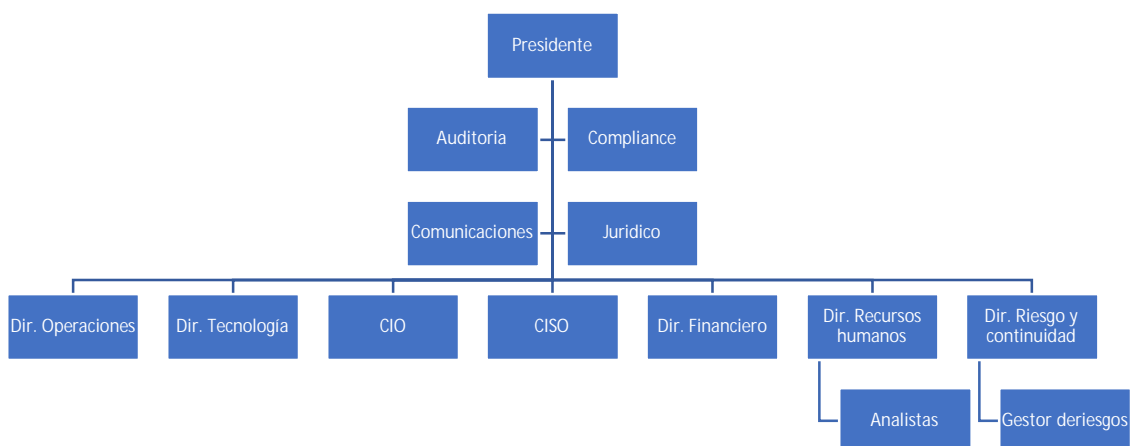 Presidente
Auditoria
Compliance
Comunicaciones
Juridico
Dir. Operaciones
Dir. Tecnología
CIO
CISO
Dir. Financiero
Dir. Recursos
humanos
Dir. Riesgo y
continuidad
Analistas
Gestor deriesgos